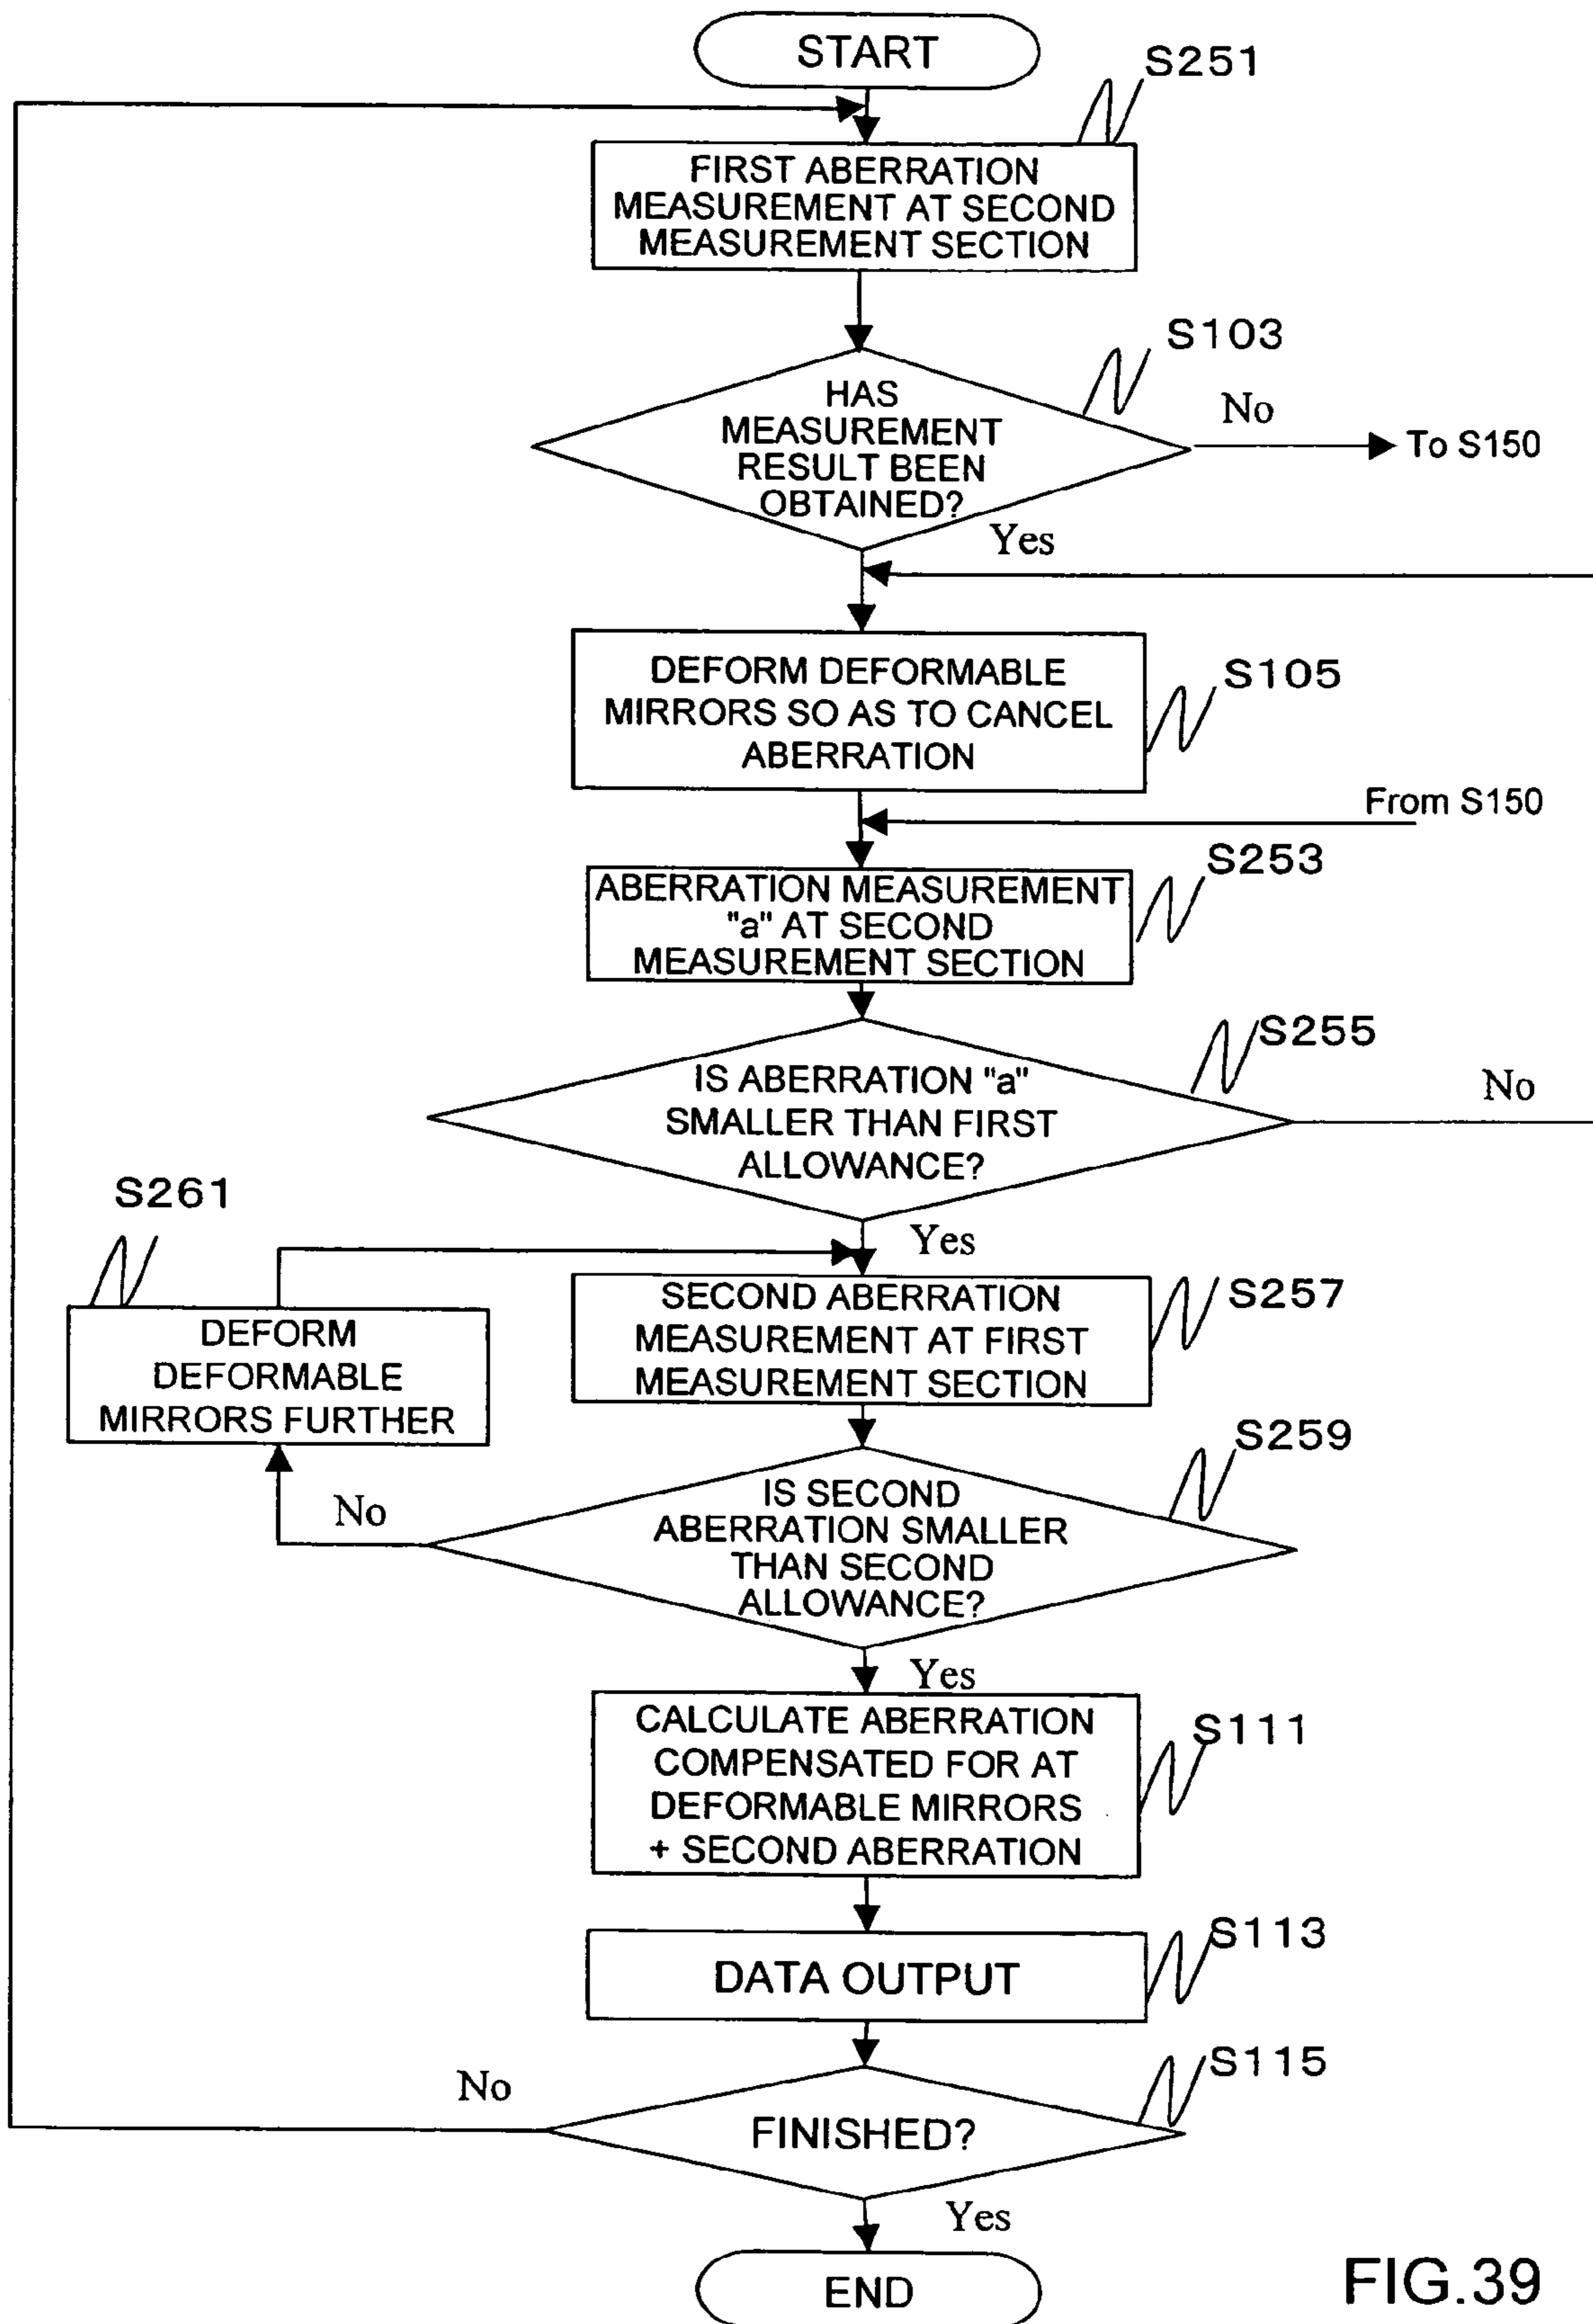 START
S251
FIRST ABERRATION
MEASUREMENT AT SECOND
MEASUREMENT SECTION
S103
HAS
MEASUREMENT
RESULT BEEN
OBTAINED?
No
To S150
Yes
DEFORM DEFORMABLE
MIRRORS SO AS TO CANCEL
ABERRATION
S105
From S150
S253
ABERRATION MEASUREMENT
"a" AT SECOND
MEASUREMENT SECTION
S255
IS ABERRATION "a"
SMALLER THAN FIRST
ALLOWANCE?
No
S261
Yes
DEFORM
DEFORMABLE
MIRRORS FURTHER
SECOND ABERRATION
MEASUREMENT AT FIRST
MEASUREMENT SECTION
S257
S259
No
IS SECOND
ABERRATION SMALLER
THAN SECOND
ALLOWANCE?
Yes
CALCULATE ABERRATION
COMPENSATED FOR AT
DEFORMABLE MIRRORS
+ SECOND ABERRATION
S111
S113
DATA OUTPUT
S115
No
FINISHED?
Yes
END
FIG.39